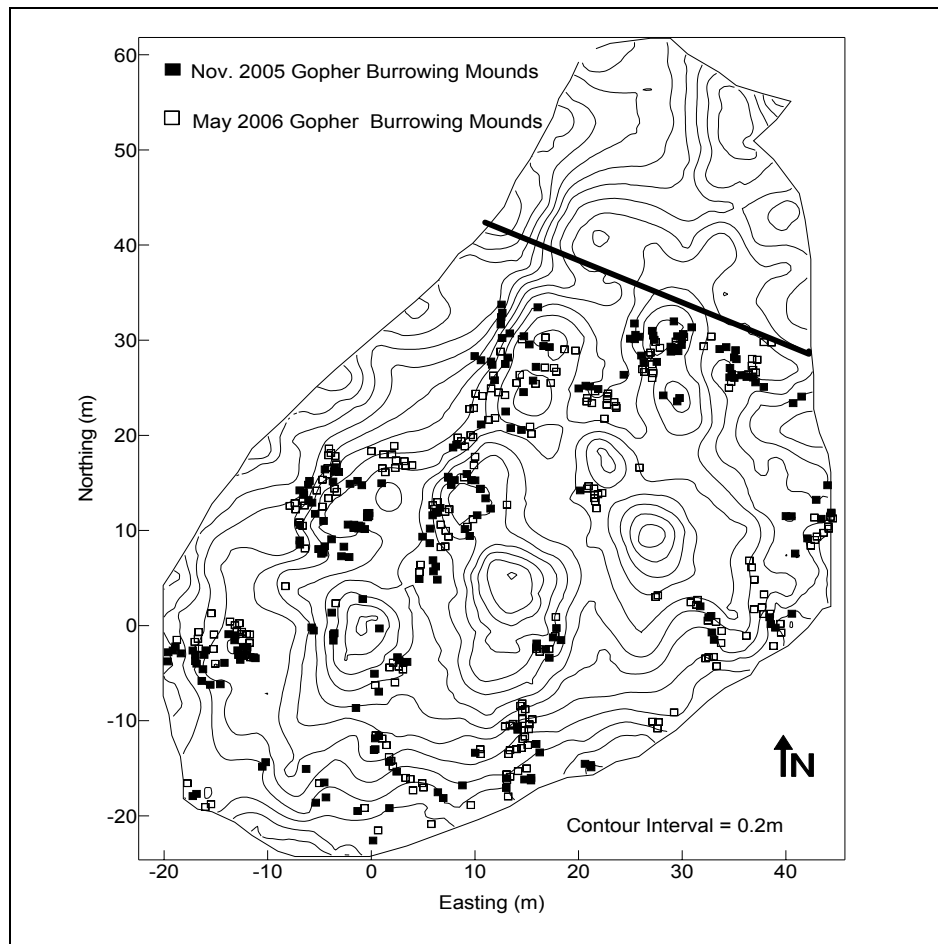 60
50
40
30
20
10
0
-10
-20
Northing (m)
Nov. 2005 Gopher Burrowing Mounds
May 2006 Gopher Burrowing Mounds
N
Contour Interval = 0.2m
-20 -10 0 10 20 30 40
Easting (m)